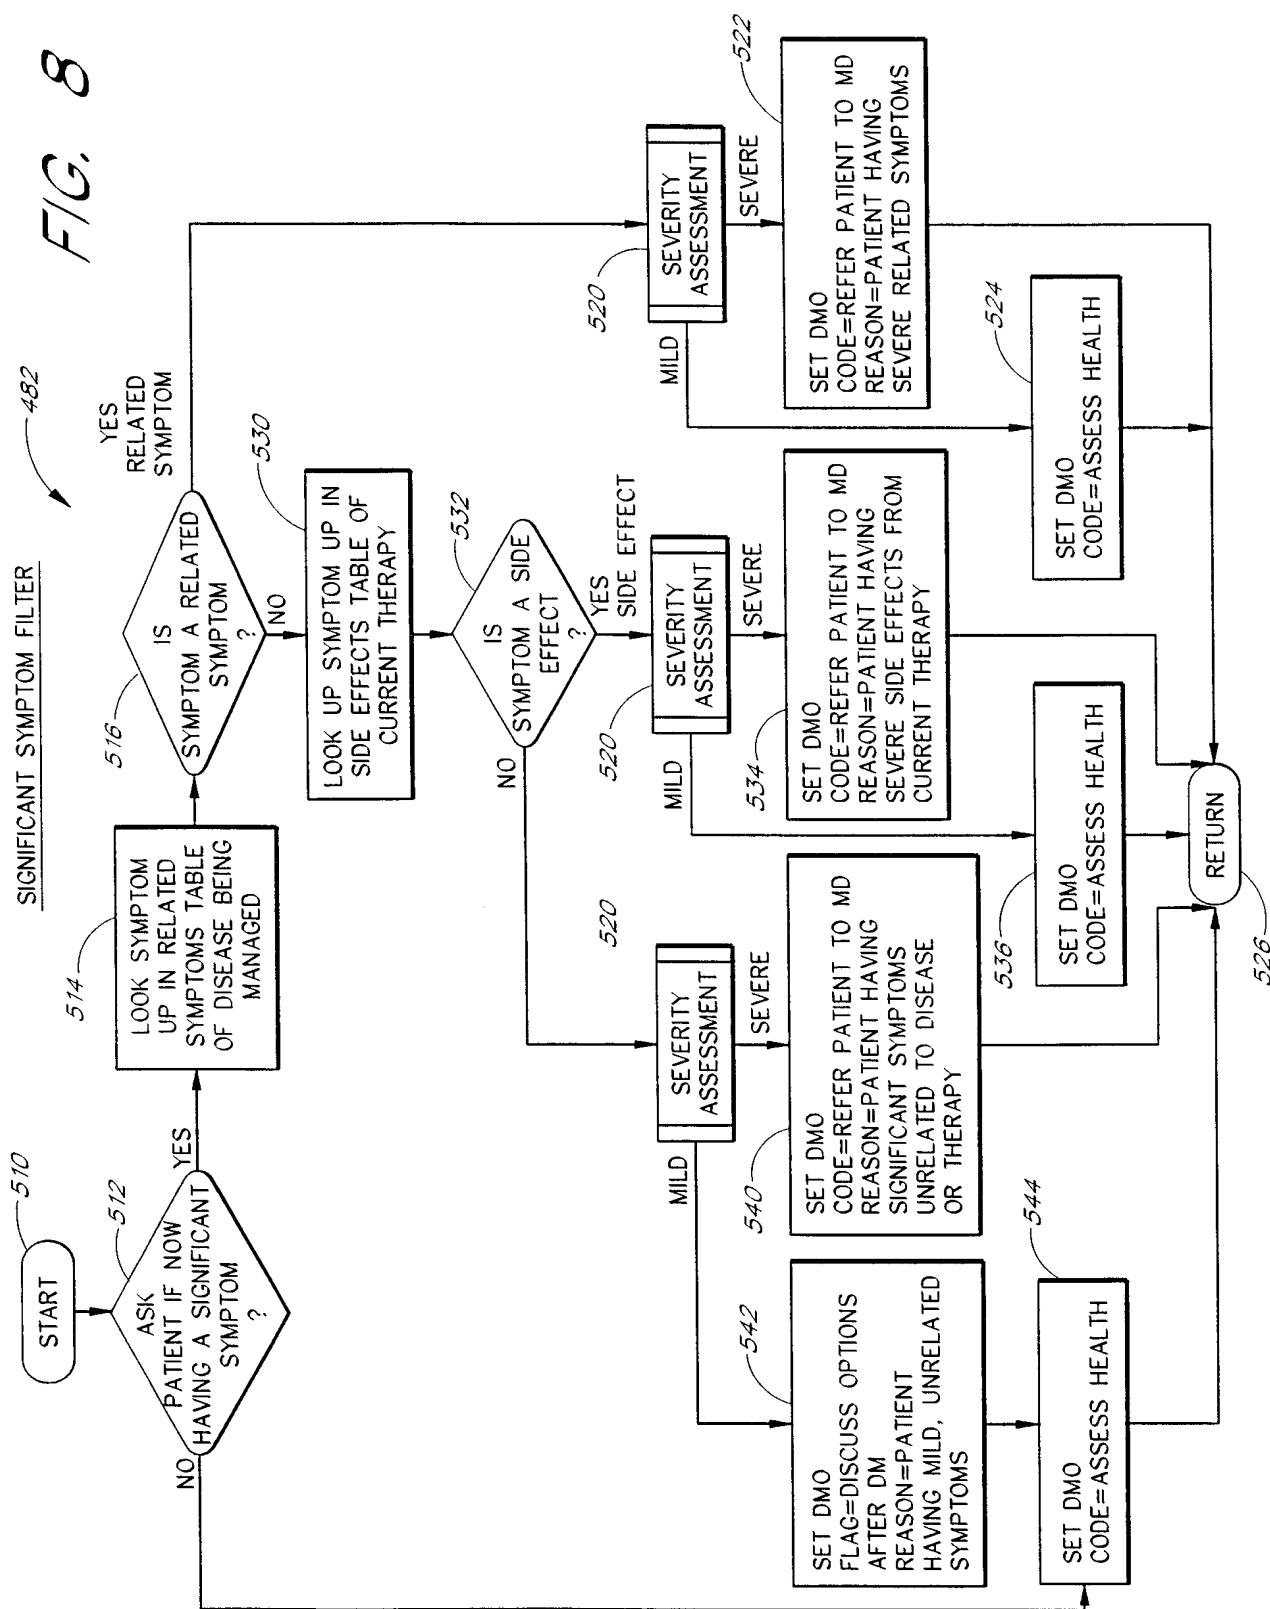 SIGNIFICANT SYMPTOM FILTER
FIG. 8
482
510
START
512
ASK
PATIENT IF NOW
HAVING A SIGNIFICANT
SYMPTOM
?
YES
NO
514
LOOK SYMPTOM
UP IN RELATED
SYMPTOMS TABLE
OF DISEASE BEING
MANAGED
516
IS
SYMPTOM A RELATED
SYMPTOM
?
YES
RELATED
SYMPTOM
NO
530
LOOK UP SYMPTOM UP IN
SIDE EFFECTS TABLE OF
CURRENT THERAPY
532
IS
SYMPTOM A SIDE
EFFECT
?
NO
YES
SIDE EFFECT
520
SEVERITY
ASSESSMENT
MILD
SEVERE
520
SEVERITY
ASSESSMENT
MILD
SEVERE
520
SEVERITY
ASSESSMENT
MILD
SEVERE
542
SET DMO
FLAG=DISCUSS OPTIONS
AFTER DM
REASON=PATIENT
HAVING MILD, UNRELATED
SYMPTOMS
540
SET DMO
CODE=REFER PATIENT TO MD
REASON=PATIENT HAVING
SIGNIFICANT SYMPTOMS
UNRELATED TO DISEASE
OR THERAPY
534
SET DMO
CODE=REFER PATIENT TO MD
REASON=PATIENT HAVING
SEVERE SIDE EFFECTS FROM
CURRENT THERAPY
522
SET DMO
CODE=REFER PATIENT TO MD
REASON=PATIENT HAVING
SEVERE RELATED SYMPTOMS
544
SET DMO
CODE=ASSESS HEALTH
536
SET DMO
CODE=ASSESS HEALTH
524
SET DMO
CODE=ASSESS HEALTH
RETURN
526